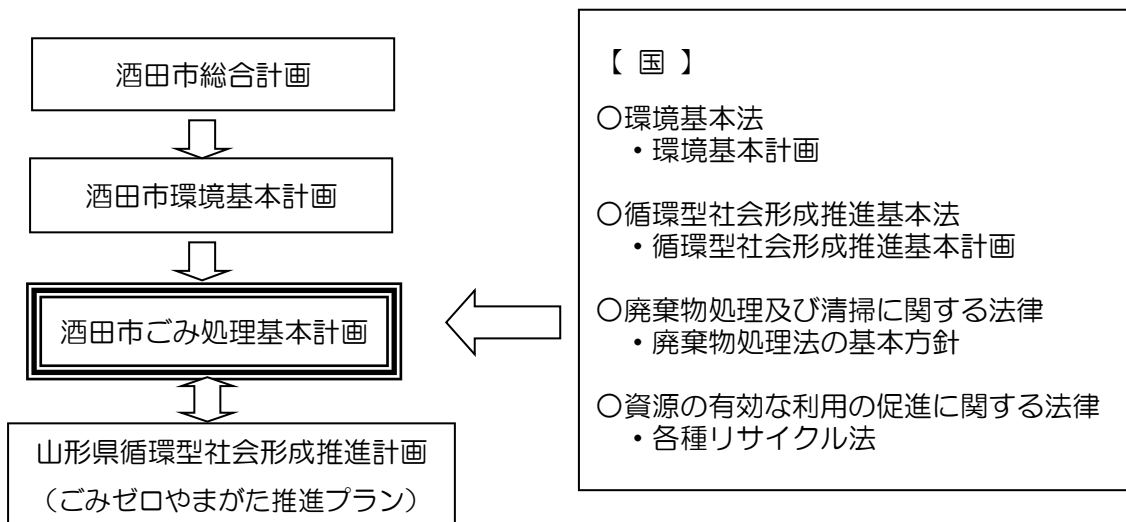 酒田市総合計画
酒田市環境基本計画
酒田市ごみ処理基本計画
山形県循環型社会形成推進計画
（ごみゼロやまがた推進プラン）
【 国 】
○環境基本法
・環境基本計画
○循環型社会形成推進基本法
・循環型社会形成推進基本計画
○廃棄物処理及び清掃に関する法律
・廃棄物処理法の基本方針
○資源の有効な利用の促進に関する法律
・各種リサイクル法